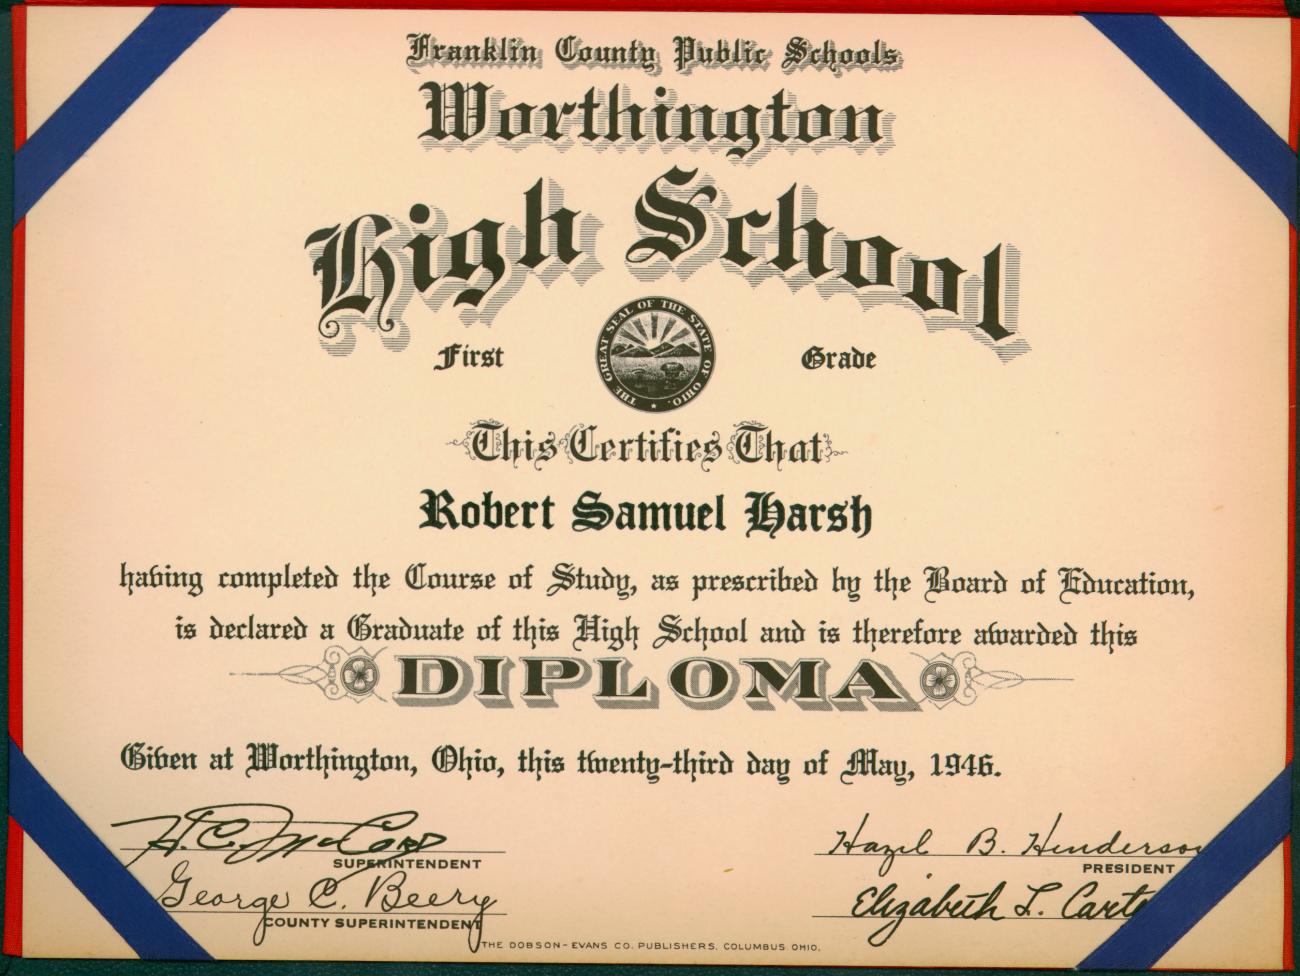 Franklin County Public Schools
Worthington
High School
THE GREAT SEAL OF THE STATE OF OHIO.
First Grade
This Certifies That
Robert Samuel Harsh
having completed the Course of Study, as prescribed by the Board of Education,
is declared a Graduate of this High School and is therefore awarded this
DIPLOMA
Given at Worthington, Ohio, this twenty-third day of May, 1946.
H.C. McCord Hazel B. Henderson
SUPERINTENDENT PRESIDENT
George C. Beery Elizabeth L.
COUNTY SUPERINTENDENT
THE DOBSON-EVANS CO. PUBLISHERS, COLUMBUS OHIO.